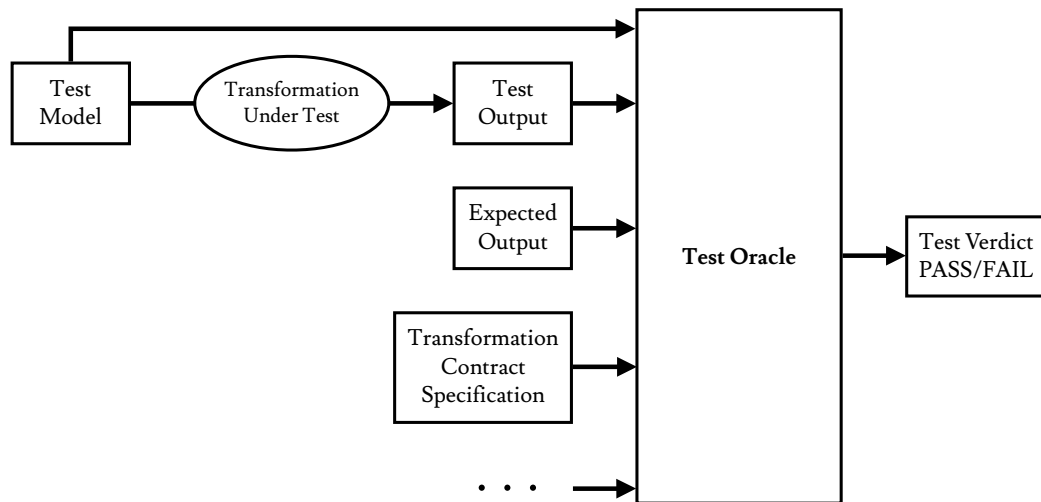 Test
Model
Transformation
Under Test
Test
Output
Expected
Output
Transformation
Contract
Specification
. . .
Test Oracle
Test Verdict
PASS/FAIL